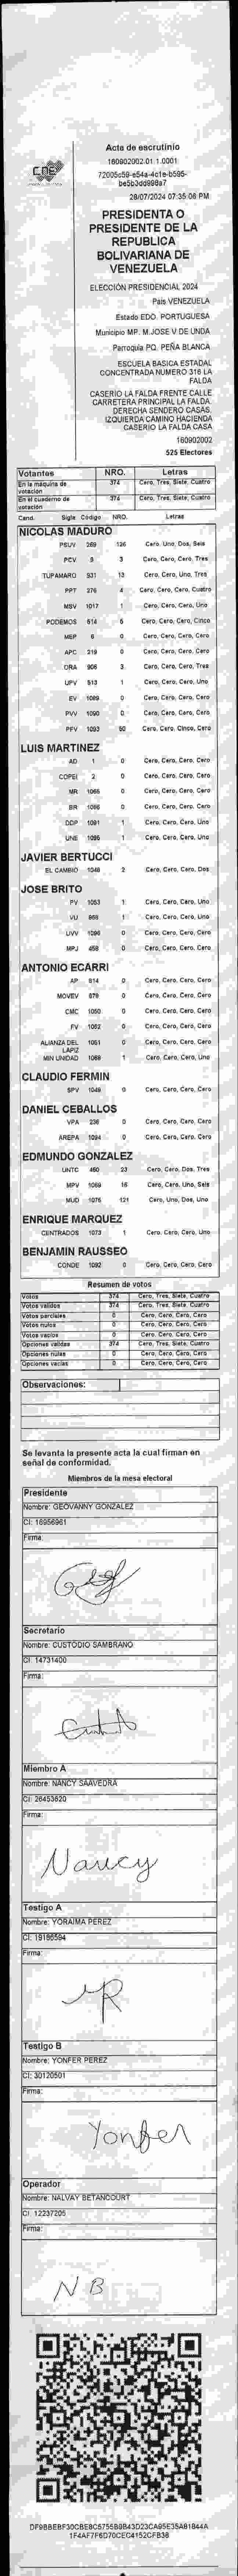 CNE
Acta de escrutinio
160902002.01.1.0001
72005c59-e54a-4c1e-b595-
be5b3dd998a7
28/07/2024 07:35:06 PM
PRESIDENTA O
PRESIDENTE DE LA
REPUBLICA
BOLIVARIANA DE
VENEZUELA
ELECCIÓN PRESIDENCIAL 2024
País VENEZUELA
Estado EDO. PORTUGUESA
Municipio MP. M.JOSE V DE UNDA
Parroquia PQ. PEÑA BLANCA
ESCUELA BASICA ESTADAL
CONCENTRADA NUMERO 316 LA
FALDA
CASERIO LA FALDA FRENTE CALLE
CARRETERA PRINCIPAL LA FALDA.
DERECHA SENDERO CASAS.
IZQUIERDA CAMINO HACIENDA
CASERIO LA FALDA CASA
160902002
525 Electores
Votantes NRO. Letras
En la maquina de votacion 374 Cero, Tres, Siete, Cuatro
En el cuaderno de votacion 374 Cero, Tres, Siete, Cuatro
Cand. Sigla Codigo NRO. Letras
NICOLAS MADURO
PSUV 269 126 Cero, Uno, Dos, Seis
PCV 9 3 Cero, Cero, Cero, Tres
TUPAMARO 931 13 Cero, Cero, Uno, Tres
PPT 276 4 Cero, Cero, Cero, Cuatro
MSV 1017 1 Cero, Cero, Cero, Uno
PODEMOS 614 5 Cero, Cero, Cero, Cinco
MEP 6 0 Cero, Cero, Cero, Cero
APC 219 0 Cero, Cero, Cero, Cero
ORA 906 3 Cero, Cero, Cero, Tres
UPV 513 1 Cero, Cero, Cero, Uno
EV 1089 0 Cero, Cero, Cero, Cero
PVV 1090 0 Cero, Cero, Cero, Cero
PFV 1093 50 Cero, Cero, Cinco, Cero
LUIS MARTINEZ
AD 1 0 Cero, Cero, Cero, Cero
COPEI 2 0 Cero, Cero, Cero, Cero
MR 1065 0 Cero, Cero, Cero, Cero
BR 1086 0 Cero, Cero, Cero, Cero
DDP 1091 1 Cero, Cero, Cero, Uno
UNE 1095 1 Cero, Cero, Cero, Uno
JAVIER BERTUCCI
EL CAMBIO 1048 2 Cero, Cero, Cero, Dos
JOSE BRITO
PV 1053 1 Cero, Cero, Cero, Uno
VU 868 1 Cero, Cero, Cero, Uno
UVV 1096 0 Cero, Cero, Cero, Cero
MPJ 458 0 Cero, Cero, Cero, Cero
ANTONIO ECARRI
AP 814 0 Cero, Cero, Cero, Cero
MOVEV 979 0 Cero, Cero, Cero, Cero
CMC 1050 0 Cero, Cero, Cero, Cero
FV 1052 0 Cero, Cero, Cero, Cero
ALIANZA DEL LAPIZ 1051 0 Cero, Cero, Cero, Cero
MIN UNIDAD 1069 1 Cero, Cero, Cero, Uno
CLAUDIO FERMIN
SPV 1049 0 Cero, Cero, Cero, Cero
DANIEL CEBALLOS
VPA 236 0 Cero, Cero, Cero, Cero
AREPA 1094 0 Cero, Cero, Cero, Cero
EDMUNDO GONZALEZ
UNTC 450 23 Cero, Cero, Dos, Tres
MPV 1069 16 Cero, Cero, Uno, Seis
MUD 1075 121 Cero, Uno, Dos, Uno
ENRIQUE MARQUEZ
CENTRADOS 1073 1 Cero, Cero, Cero, Uno
BENJAMIN RAUSSEO
CONDE 1092 0 Cero, Cero, Cero, Cero
Resumen de votos
Votos 374 Cero, Tres, Siete, Cuatro
Votos validos 374 Cero, Tres, Siete, Cuatro
Votos parciales 0 Cero, Cero, Cero, Cero
Votos nulos 0 Cero, Cero, Cero, Cero
Votos vacios 0 Cero, Cero, Cero, Cero
Opciones validas 374 Cero, Tres, Siete, Cuatro
Opciones nulas 0 Cero, Cero, Cero, Cero
Opciones vacias 0 Cero, Cero, Cero, Cero
Observaciones:
Se levanta la presente acta la cual firman en
señal de conformidad.
Miembros de la mesa electoral
Presidente
Nombre: GEOVANNY GONZALEZ
CI: 16956961
Firma:
Secretario
Nombre: CUSTODIO SAMBRANO
CI: 14731400
Firma:
Miembro A
Nombre: NANCY SAAVEDRA
CI: 26453620
Firma:
Nancy
Testigo A
Nombre: YORAIMA PEREZ
CI: 19186594
Firma:
Testigo B
Nombre: YONFER PEREZ
CI: 30120501
Firma:
Yonfer
Operador
Nombre: NALVAY BETANCOURT
CI: 12237205
Firma:
NB